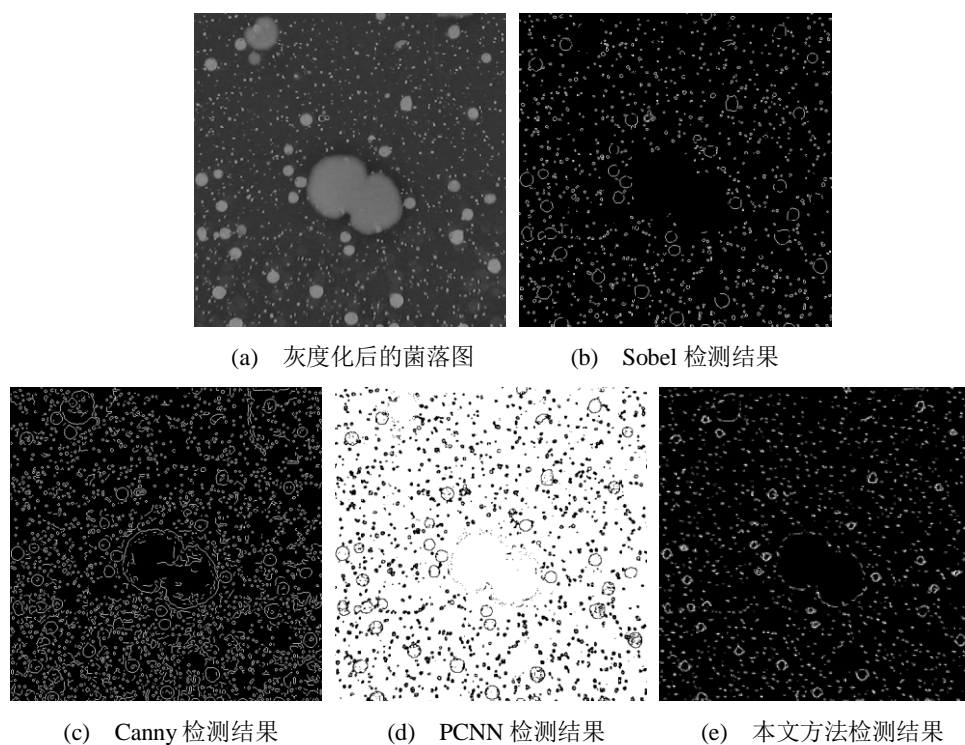 (a) 灰度化后的菌落图
(b) Sobel 检测结果
(c) Canny 检测结果
(d) PCNN 检测结果
(e) 本文方法检测结果